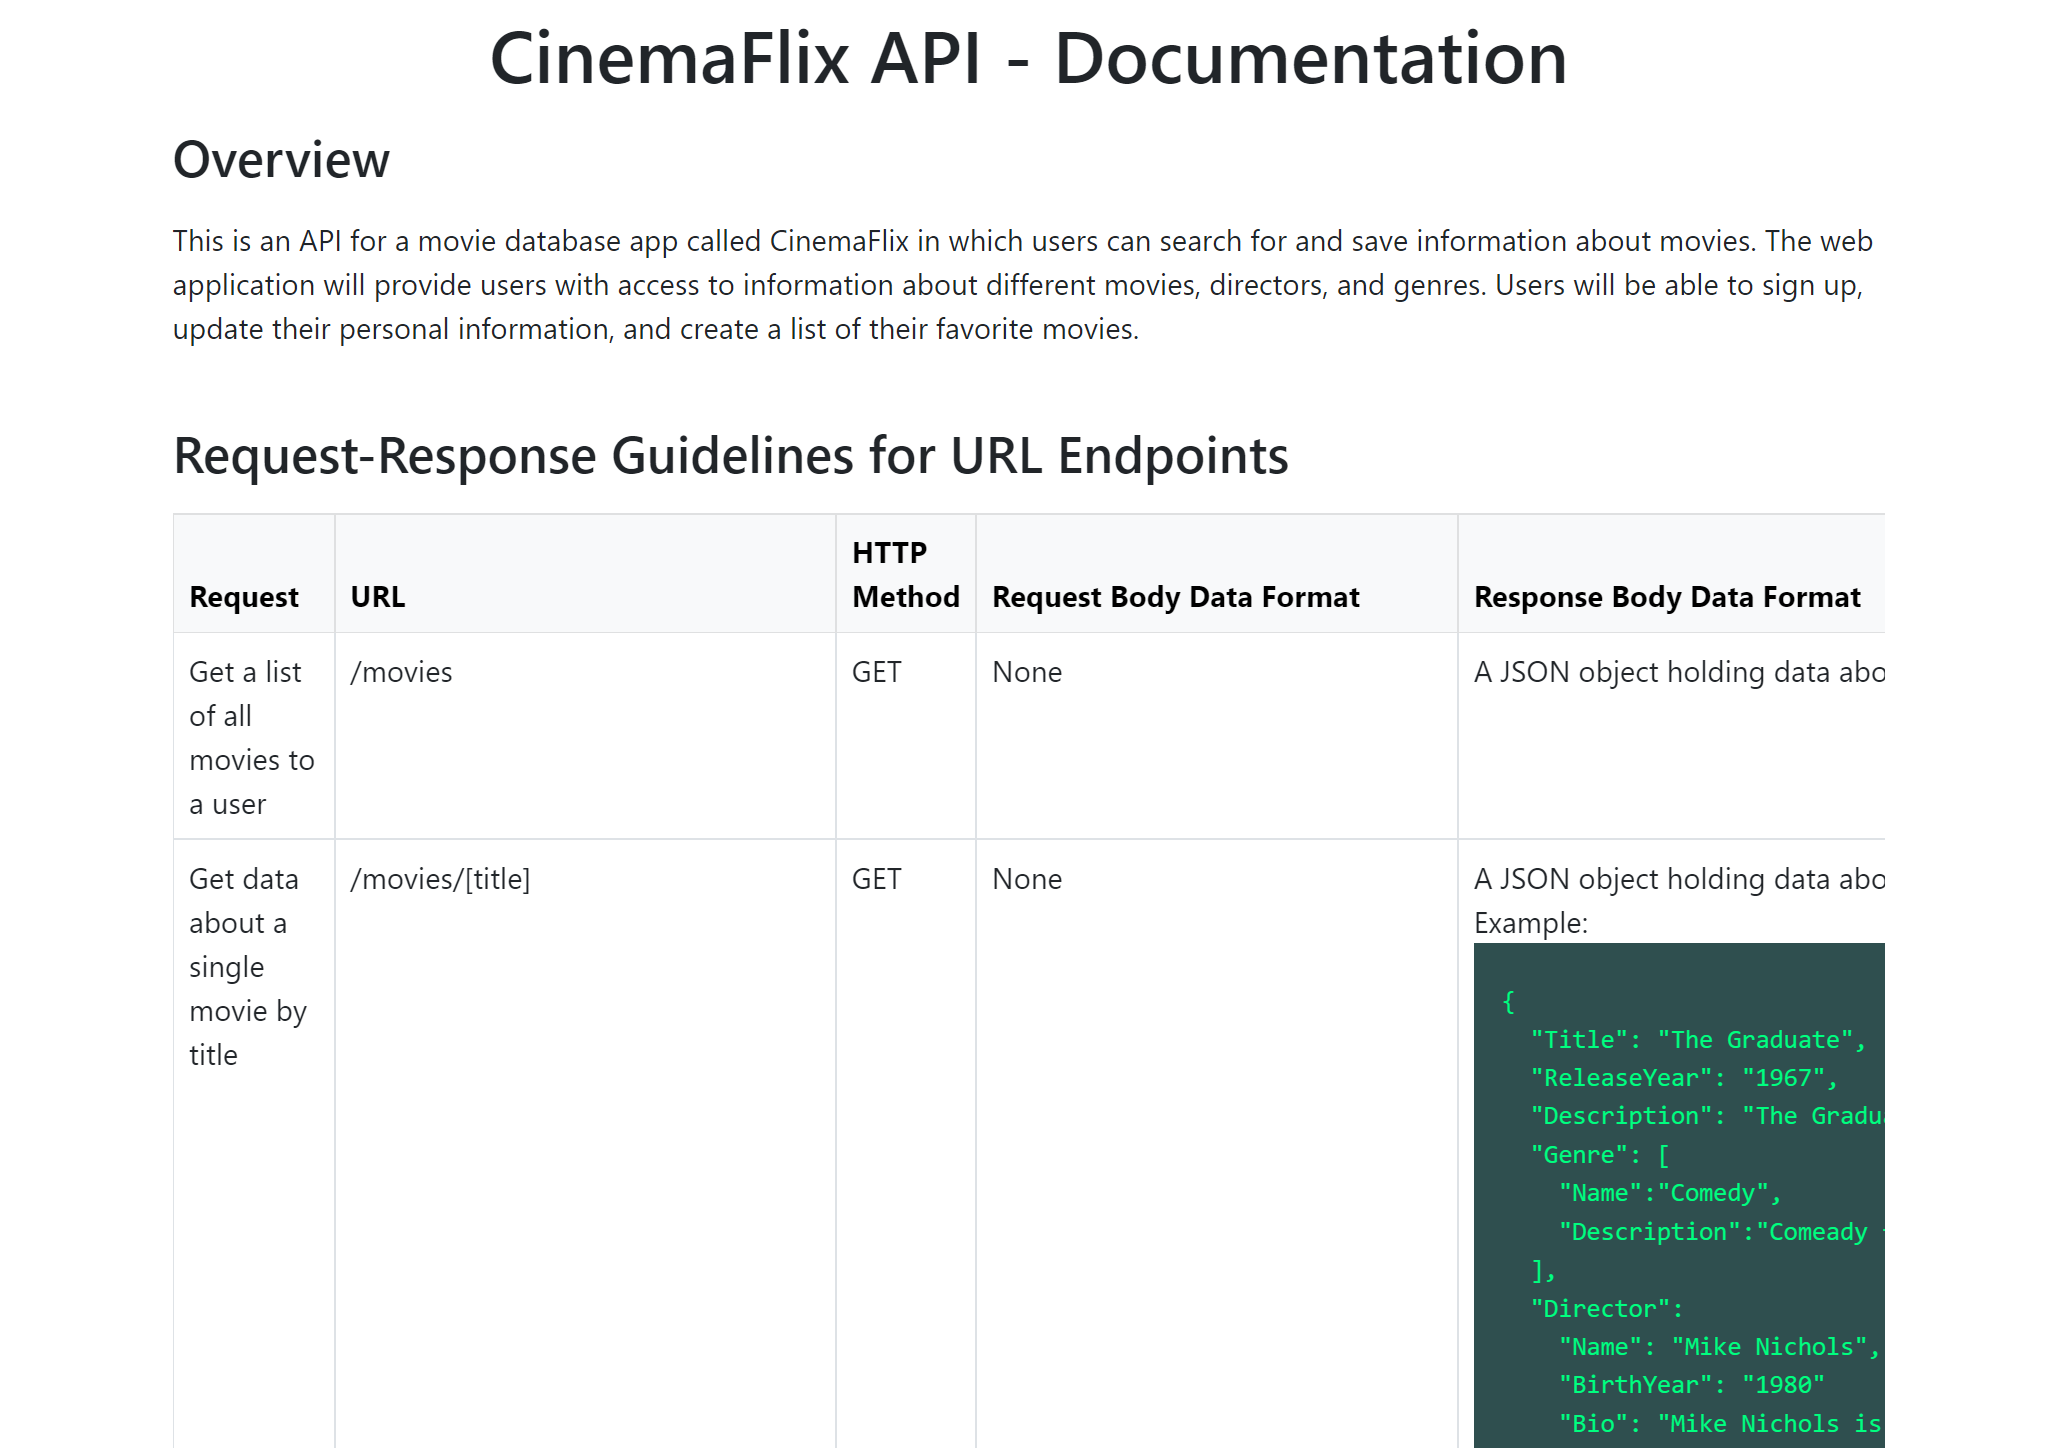 CinemaFlix API - Documentation
Overview
This is an API for a movie database app called CinemaFlix in which users can search for and save information about movies. The web
application will provide users with access to information about different movies, directors, and genres. Users will be able to sign up,
update their personal information, and create a list of their favorite movies.
Request-Response Guidelines for URL Endpoints
Request
URL
HTTP
Method
Request Body Data Format
Response Body Data Format
Get a list
of all
movies to
a user
/movies
GET
None
A JSON object holding data abo
Get data
about a
single
movie by
title
/movies/[title]
GET
None
A JSON object holding data abo
Example:
{
"Title": "The Graduate",
"ReleaseYear": "1967",
"Description": "The Gradu
"Genre": [
"Name":"Comedy",
"Description":"Comeady
],
"Director":
"Name": "Mike Nichols",
"BirthYear": "1980"
"Bio": "Mike Nichols is